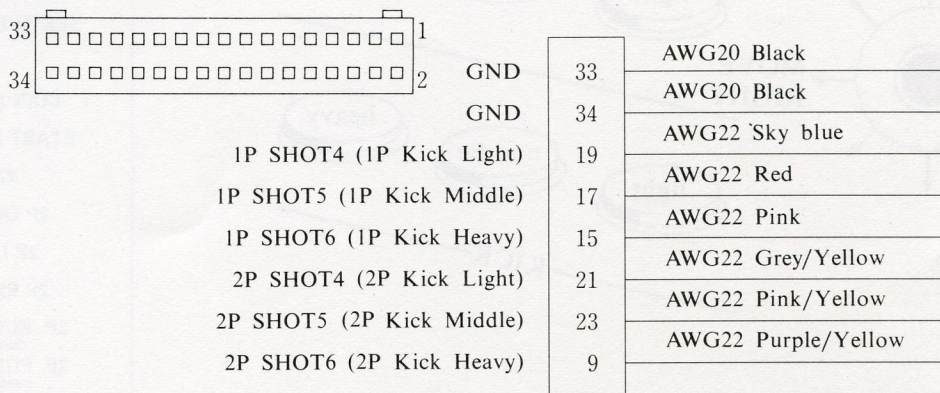 33 1
34 2
GND 33 AWG20 Black
GND 34 AWG20 Black
1P SHOT4 (1P Kick Light) 19 AWG22 Sky blue
1P SHOT5 (1P Kick Middle) 17 AWG22 Red
1P SHOT6 (1P Kick Heavy) 15 AWG22 Pink
2P SHOT4 (2P Kick Light) 21 AWG22 Grey/Yellow
2P SHOT5 (2P Kick Middle) 23 AWG22 Pink/Yellow
2P SHOT6 (2P Kick Heavy) 9 AWG22 Purple/Yellow